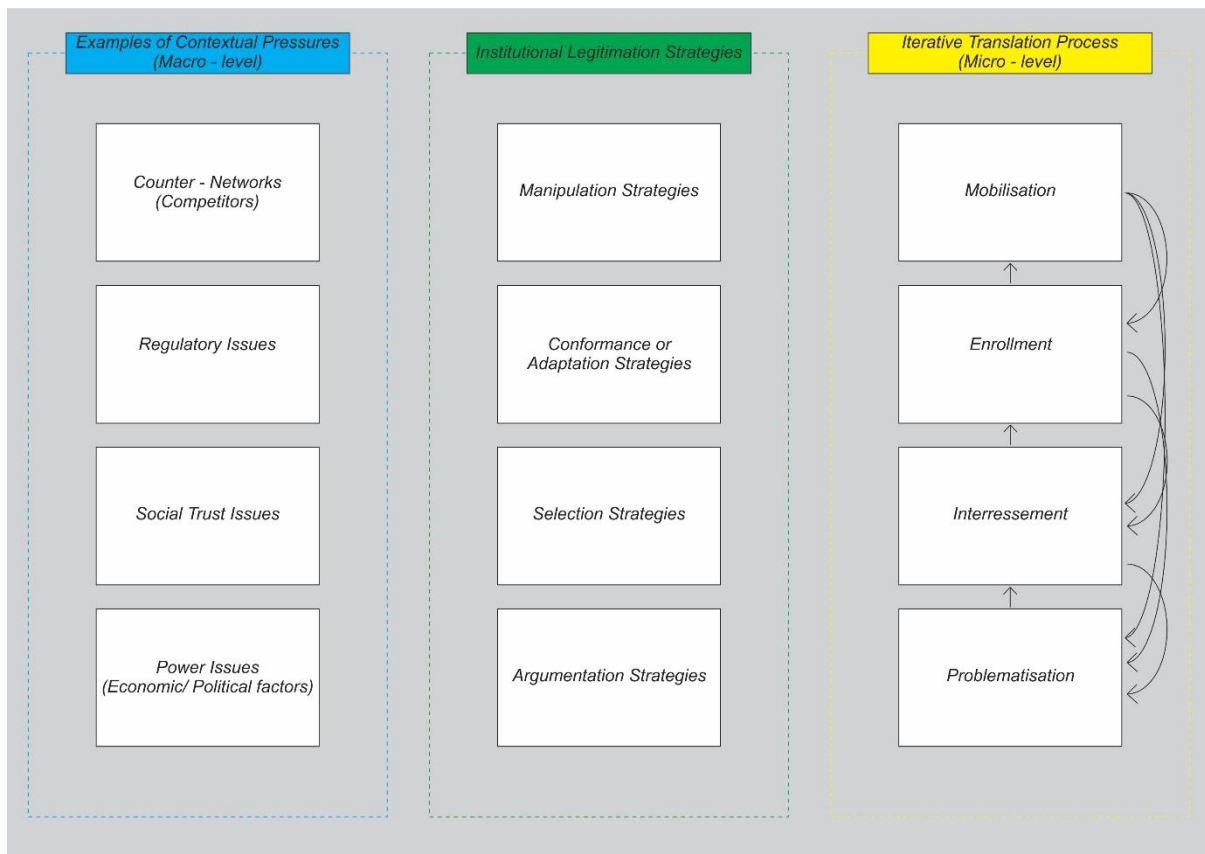 Examples of Contextual Pressures
(Macro - level)
Counter - Networks
(Competitors)
Regulatory Issues
Social Trust Issues
Power Issues
(Economic/ Political factors)
Institutional Legitimation Strategies
Manipulation Strategies
Conformance or
Adaptation Strategies
Selection Strategies
Argumentation Strategies
Iterative Translation Process
(Micro - level)
Mobilisation
Enrollment
Interressement
Problematisation